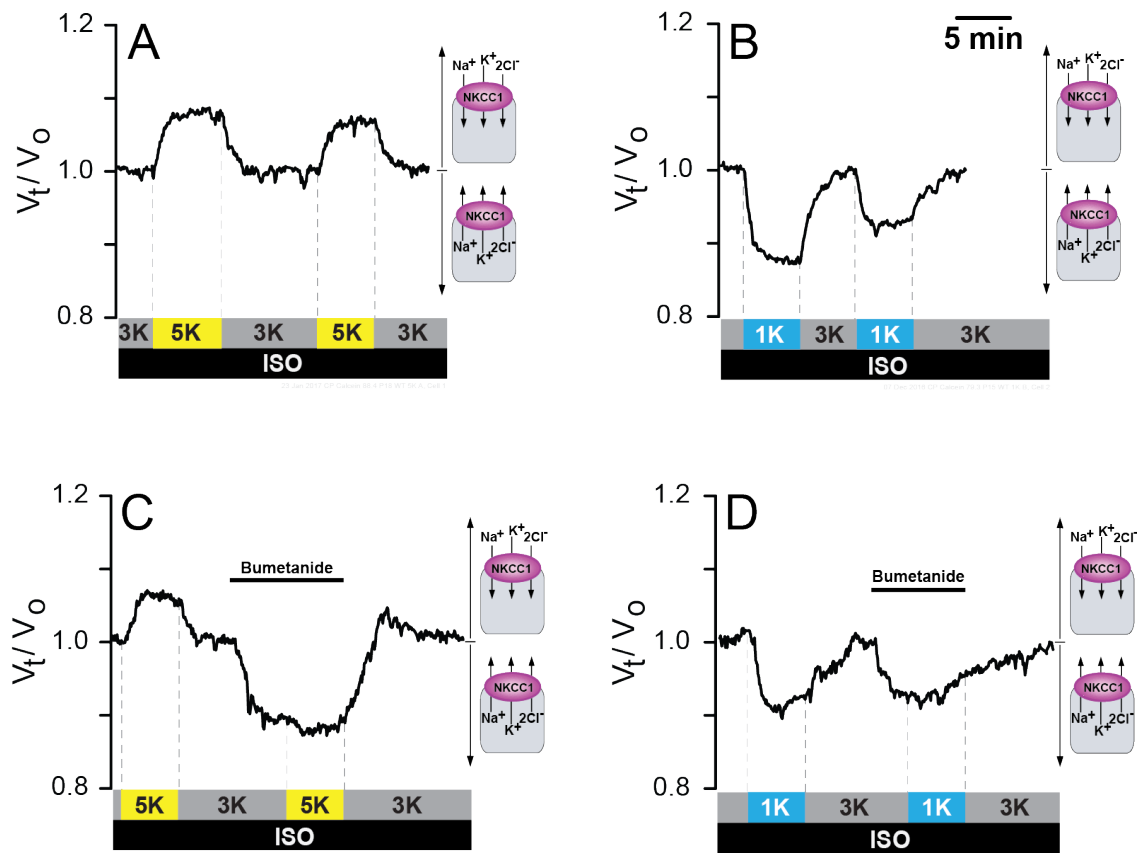 A
1.2
1.0
0.8
Vt / Vo
Na+ K+ 2Cl-
NKCC1
NKCC1
Na+ K+ 2Cl-
3K 5K 3K 5K 3K
ISO
B
5 min
1.2
1.0
0.8
Vt / Vo
Na+ K+ 2Cl-
NKCC1
NKCC1
Na+ K+ 2Cl-
1K 3K 1K 3K
ISO
C
1.2
1.0
0.8
Vt / Vo
Bumetanide
Na+ K+ 2Cl-
NKCC1
NKCC1
Na+ K+ 2Cl-
5K 3K 5K 3K
ISO
D
1.2
1.0
0.8
Vt / Vo
Bumetanide
Na+ K+ 2Cl-
NKCC1
NKCC1
Na+ K+ 2Cl-
1K 3K 1K 3K
ISO